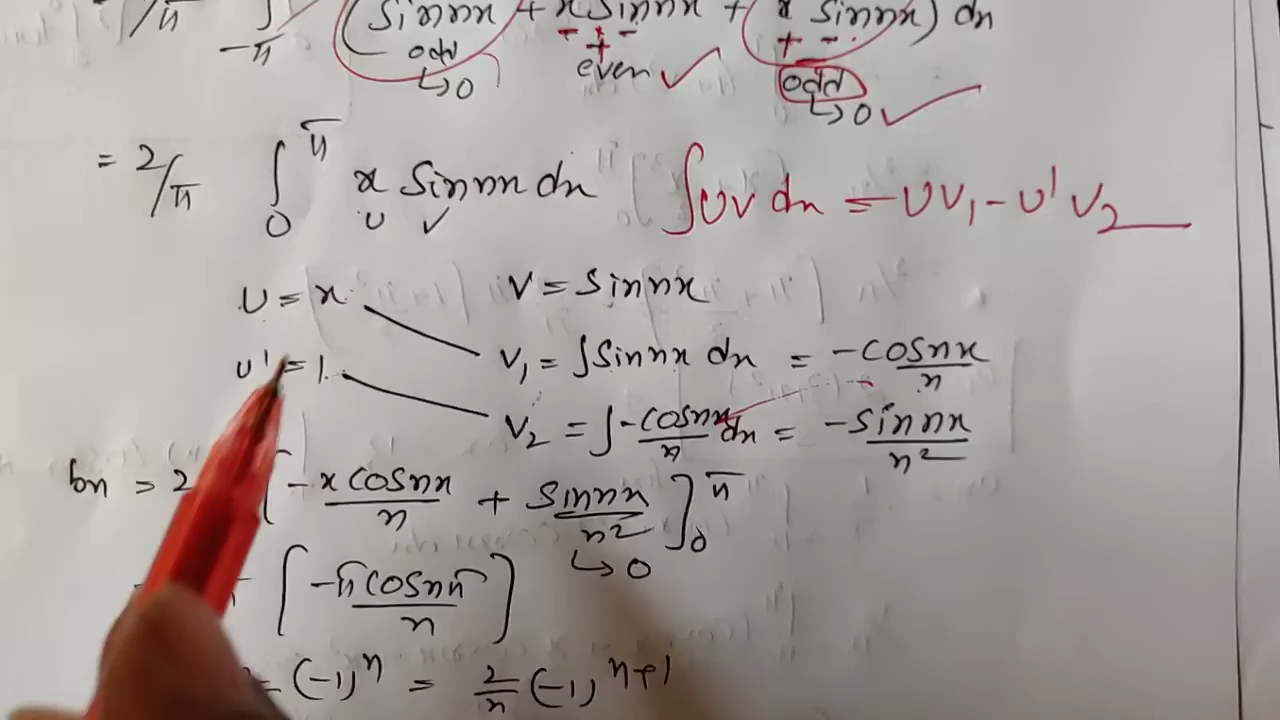 /π ∫ -π (sin nx + x sin nx + x sin nx) dx
odd + + - even ✓ + -
↳ 0 odd
↳ 0 ✓
= 2/π ∫ 0 π x sin nx dx ∫UV dx = UV₁ - U' V₂
U V
U = x V = sin nx
U' = 1 V₁ = ∫ sin nx dx = -cos nx / n
V₂ = ∫ -cos nx / n dx = -sin nx / n²
bn = 2 [ -x cos nx / n + sin nx / n² ] 0 π
↳ 0
[ -π cos nπ / n ]
(-1)ⁿ = 2/n (-1)ⁿ⁺¹